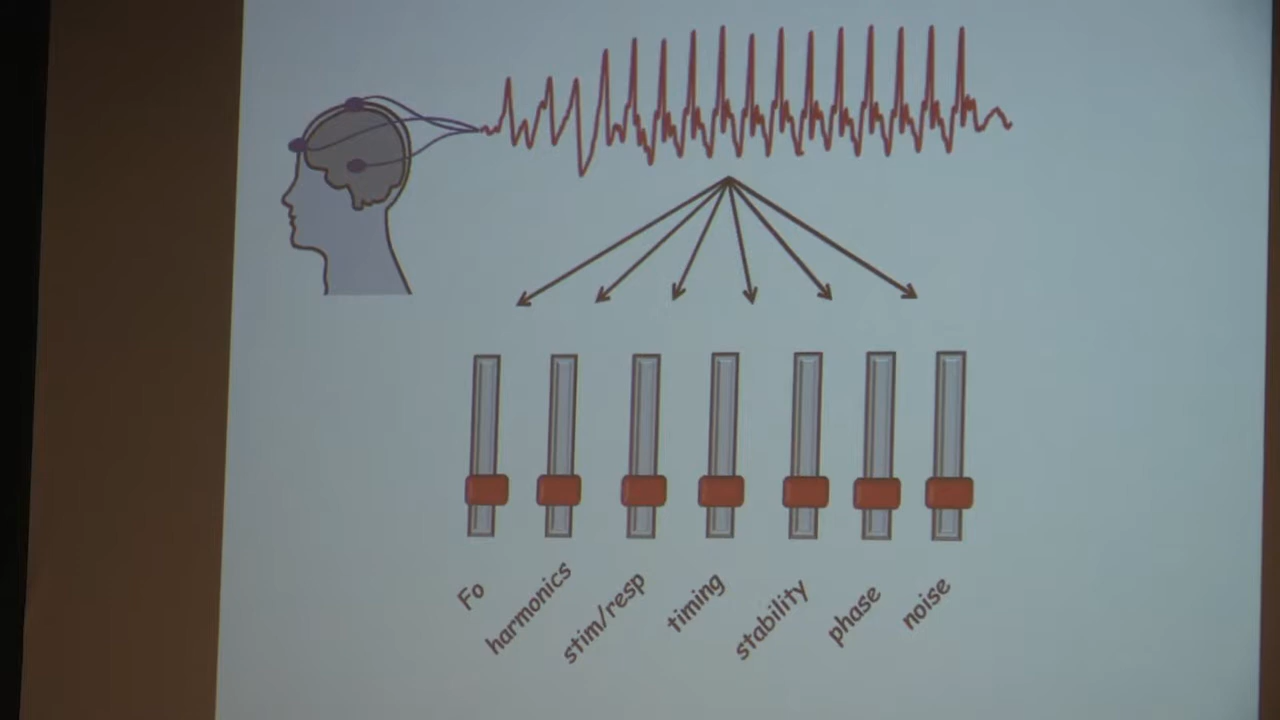 Fo
harmonics
stim/resp
timing
stability
phase
noise